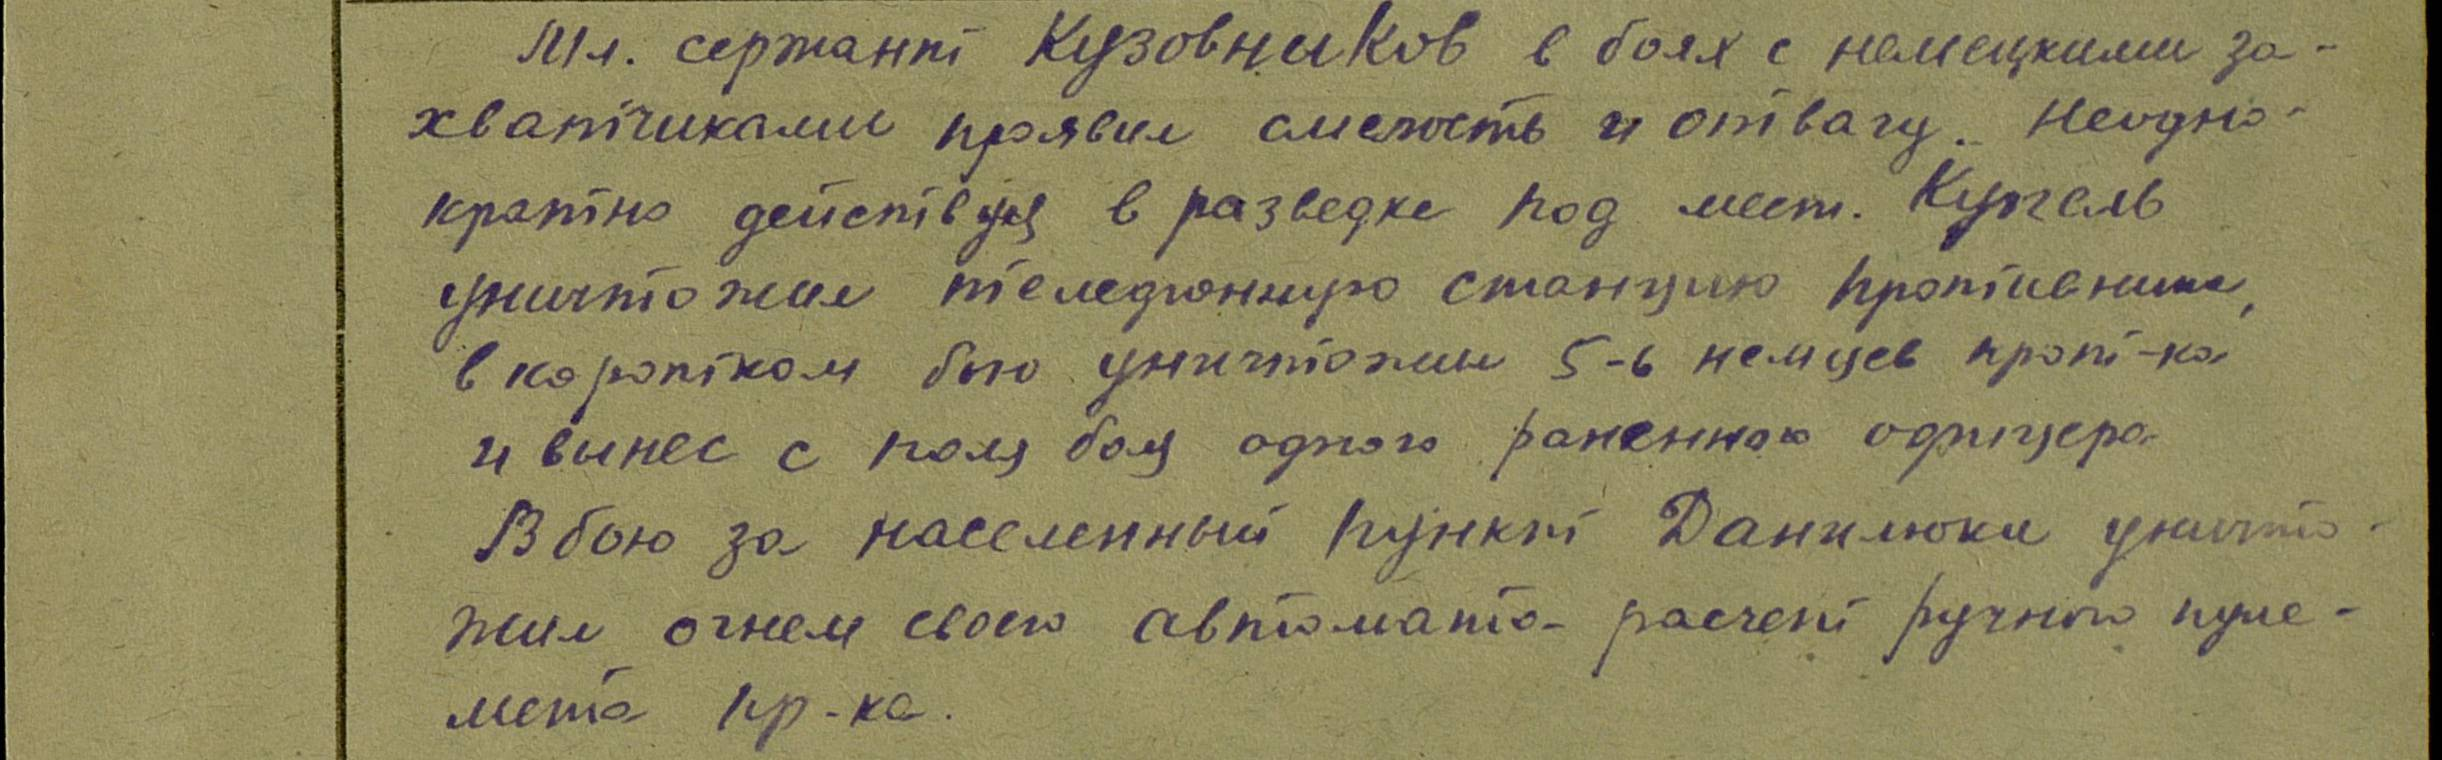 Мл. сержант Кузовников в боях с немецкими за-
хватчиками проявил смелость и отвагу. Неодно-
кратно действуя в разведке под мест. Купель
уничтожил телефонную станцию противника,
в коротком бою уничтожил 5-ь немцев прот-ка
и вынес с поля боя одного раненного офицера
В бою за населенный пункт Данилюки уничто-
жил огнем своего автомата расчет ручного пуле-
мета пр-ка.